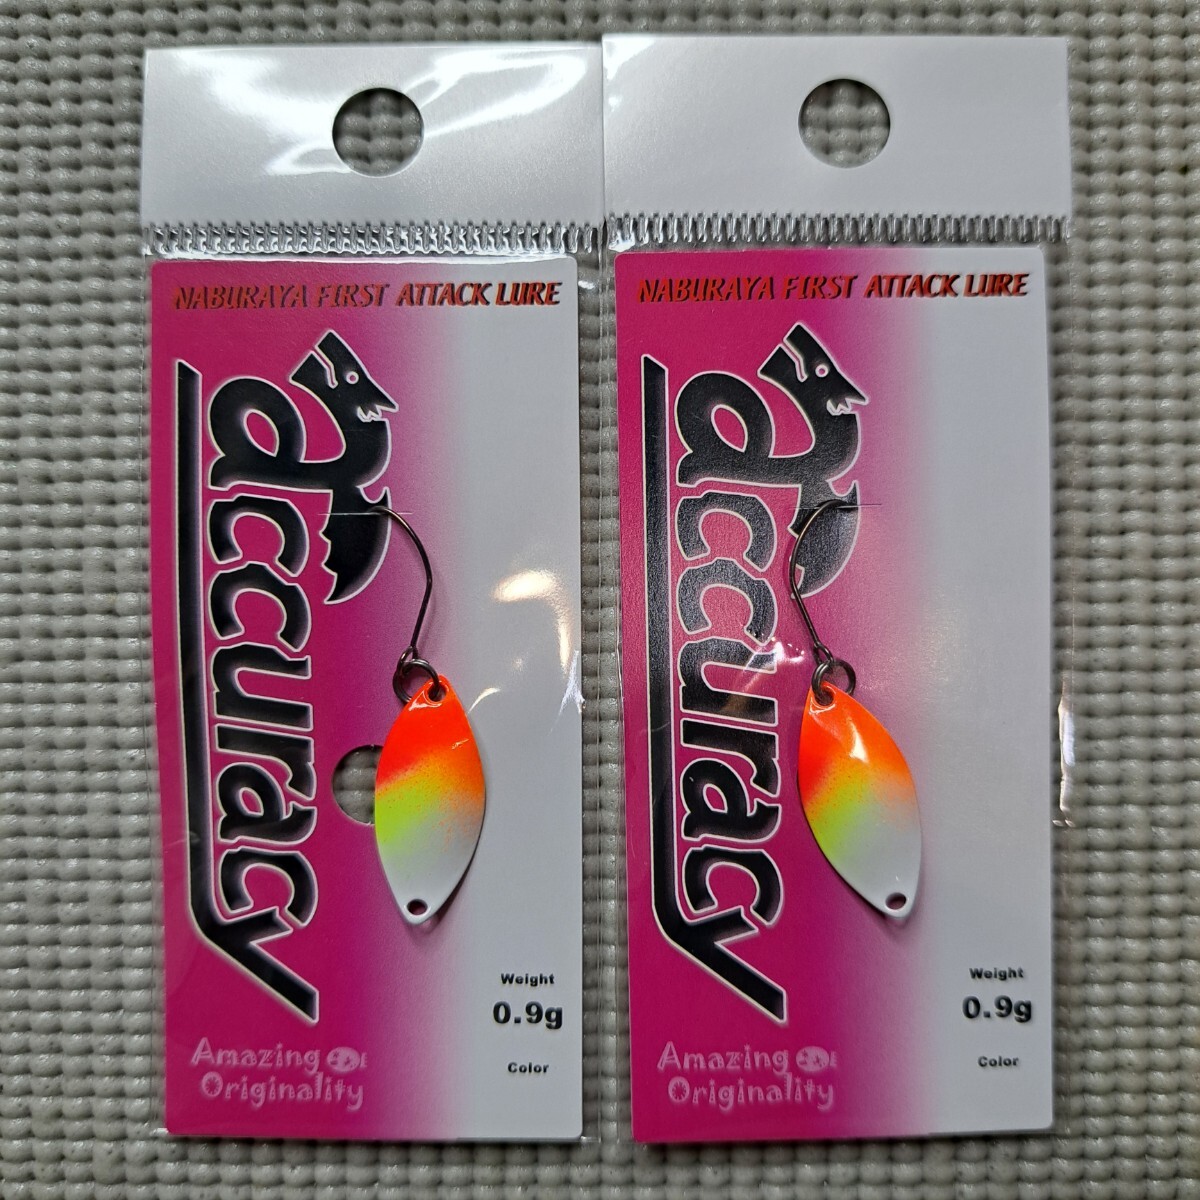 NABURAYA FIRST ATTACK LURE
accuracy
Weight
0.9g
Color
Amazing
Originality
NABURAYA FIRST ATTACK LURE
accuracy
Weight
0.9g
Color
Amazing
Originality